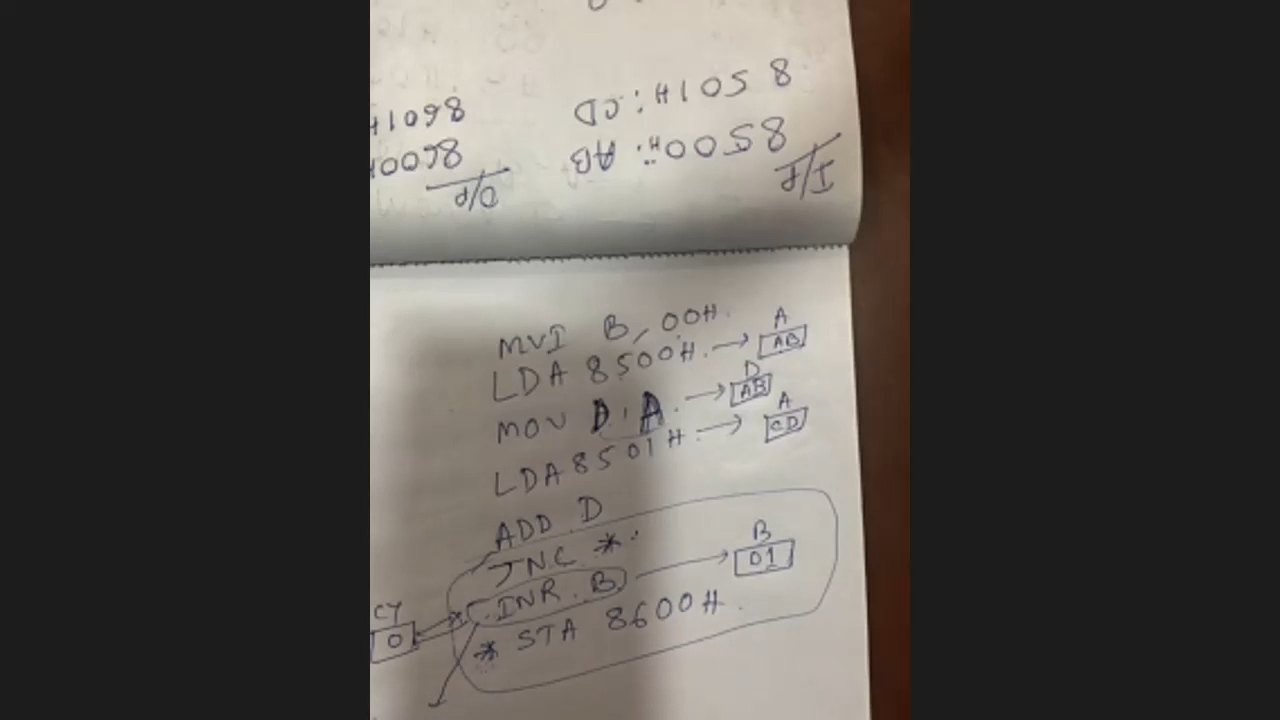 I/P
8500H: AB
8501H: CD
O/P
8600H
8601H
MVI B, 00H.
LDA 8500H. → A
AB
MOV D, A. → D
AB
LDA 8501H → A
CD
ADD D
JNC *
INR B → B
01
* STA 8600H.
CY
0